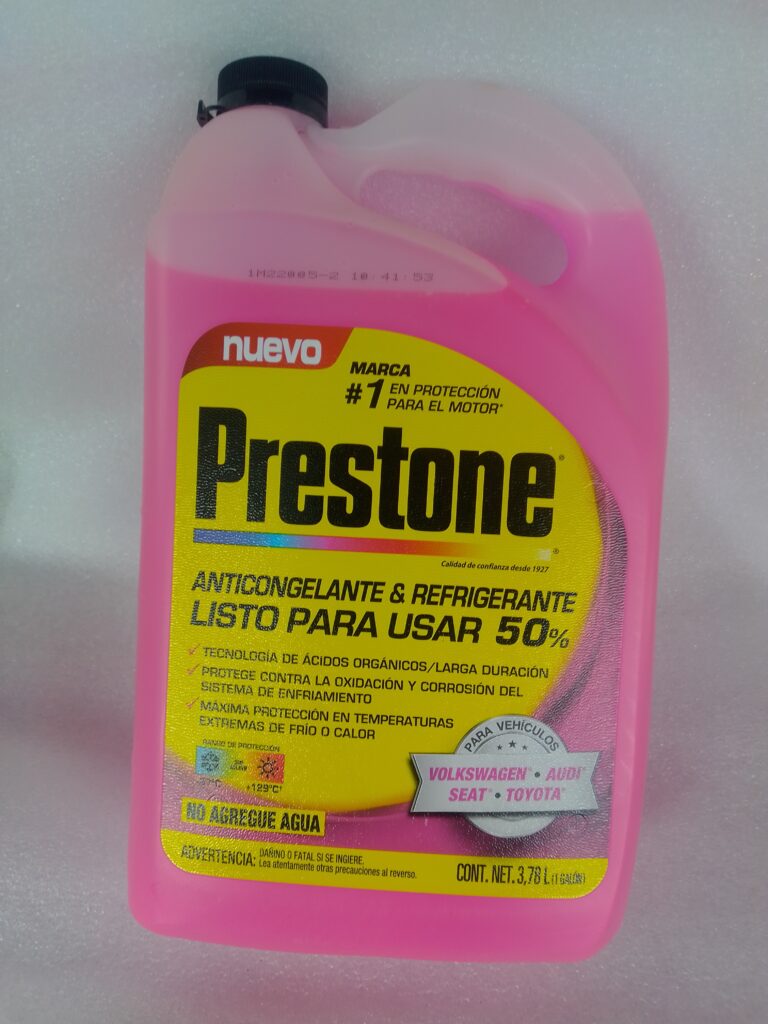 1M22005-2 10:41:53
nuevo
MARCA
#1 EN PROTECCIÓN
PARA EL MOTOR*
Prestone®
®
Calidad de confianza desde 1927
ANTICONGELANTE & REFRIGERANTE
LISTO PARA USAR 50%
TECNOLOGÍA DE ÁCIDOS ORGÁNICOS/LARGA DURACIÓN
PROTEGE CONTRA LA OXIDACIÓN Y CORROSIÓN DEL
SISTEMA DE ENFRIAMIENTO
MÁXIMA PROTECCIÓN EN TEMPERATURAS
EXTREMAS DE FRÍO O CALOR
RANGO DE PROTECCIÓN
+129°C†
PARA VEHÍCULOS
VOLKSWAGEN® • AUDI®
SEAT® • TOYOTA®
NO AGREGUE AGUA
ADVERTENCIA: DAÑINO O FATAL SI SE INGIERE.
Lea atentamente otras precauciones al reverso.
CONT. NET. 3,78 L (1 GALÓN)